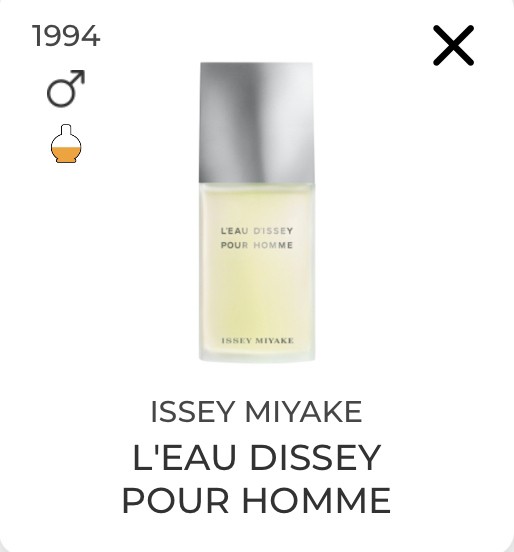 1994
L'EAU D'ISSEY
POUR HOMME
ISSEY MIYAKE
ISSEY MIYAKE
L'EAU DISSEY
POUR HOMME